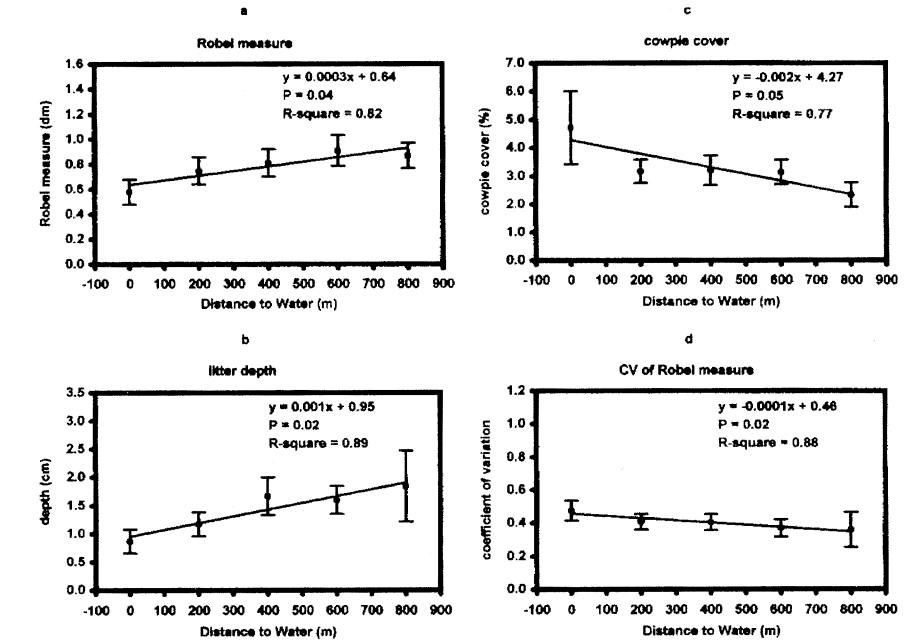 a
Robel measure
y = 0.0003x + 0.64
P = 0.04
R-square = 0.82
1.6
1.4
1.2
1.0
0.8
0.6
0.4
0.2
0.0
Robel measure (dm)
-100 0 100 200 300 400 500 600 700 800 900
Distance to Water (m)
c
cowpie cover
y = -0.002x + 4.27
P = 0.05
R-square = 0.77
7.0
6.0
5.0
4.0
3.0
2.0
1.0
0.0
cowpie cover (%)
-100 0 100 200 300 400 500 600 700 800 900
Distance to Water (m)
b
litter depth
y = 0.001x + 0.95
P = 0.02
R-square = 0.89
3.5
3.0
2.5
2.0
1.5
1.0
0.5
0.0
depth (cm)
-100 0 100 200 300 400 500 600 700 800 900
Distance to Water (m)
d
CV of Robel measure
y = -0.0001x + 0.46
P = 0.02
R-square = 0.88
1.2
1.0
0.8
0.6
0.4
0.2
0.0
coefficient of variation
-100 0 100 200 300 400 500 600 700 800 900
Distance to Water (m)